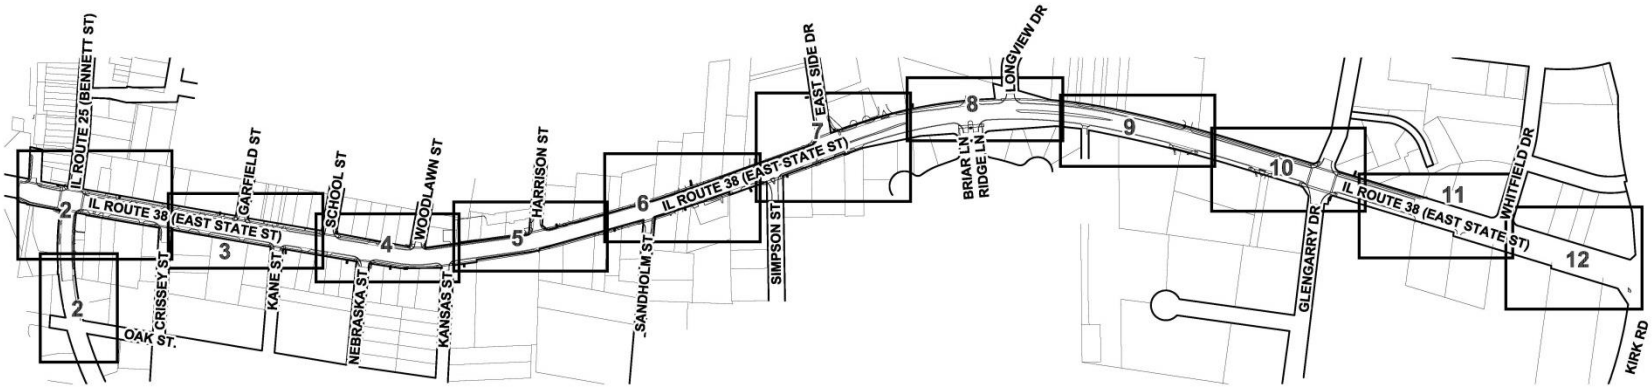 IL ROUTE 25 (BENNETT ST)
2
IL ROUTE 38 (EAST STATE ST)
2
OAK ST.
CRISSEY ST
GARFIELD ST
3
KANE ST
SCHOOL ST
4
NEBRASKA ST
WOODLAWN ST
KANSAS ST
5
HARRISON ST
6
SANDHOLM ST
IL ROUTE 38 (EAST STATE ST)
SIMPSON ST
7
EAST SIDE DR
8
BRIAR LN
RIDGE LN
LONGVIEW DR
9
10
GLENGARRY DR
IL ROUTE 38 (EAST STATE ST)
11
WHITFIELD DR
12
KIRK RD